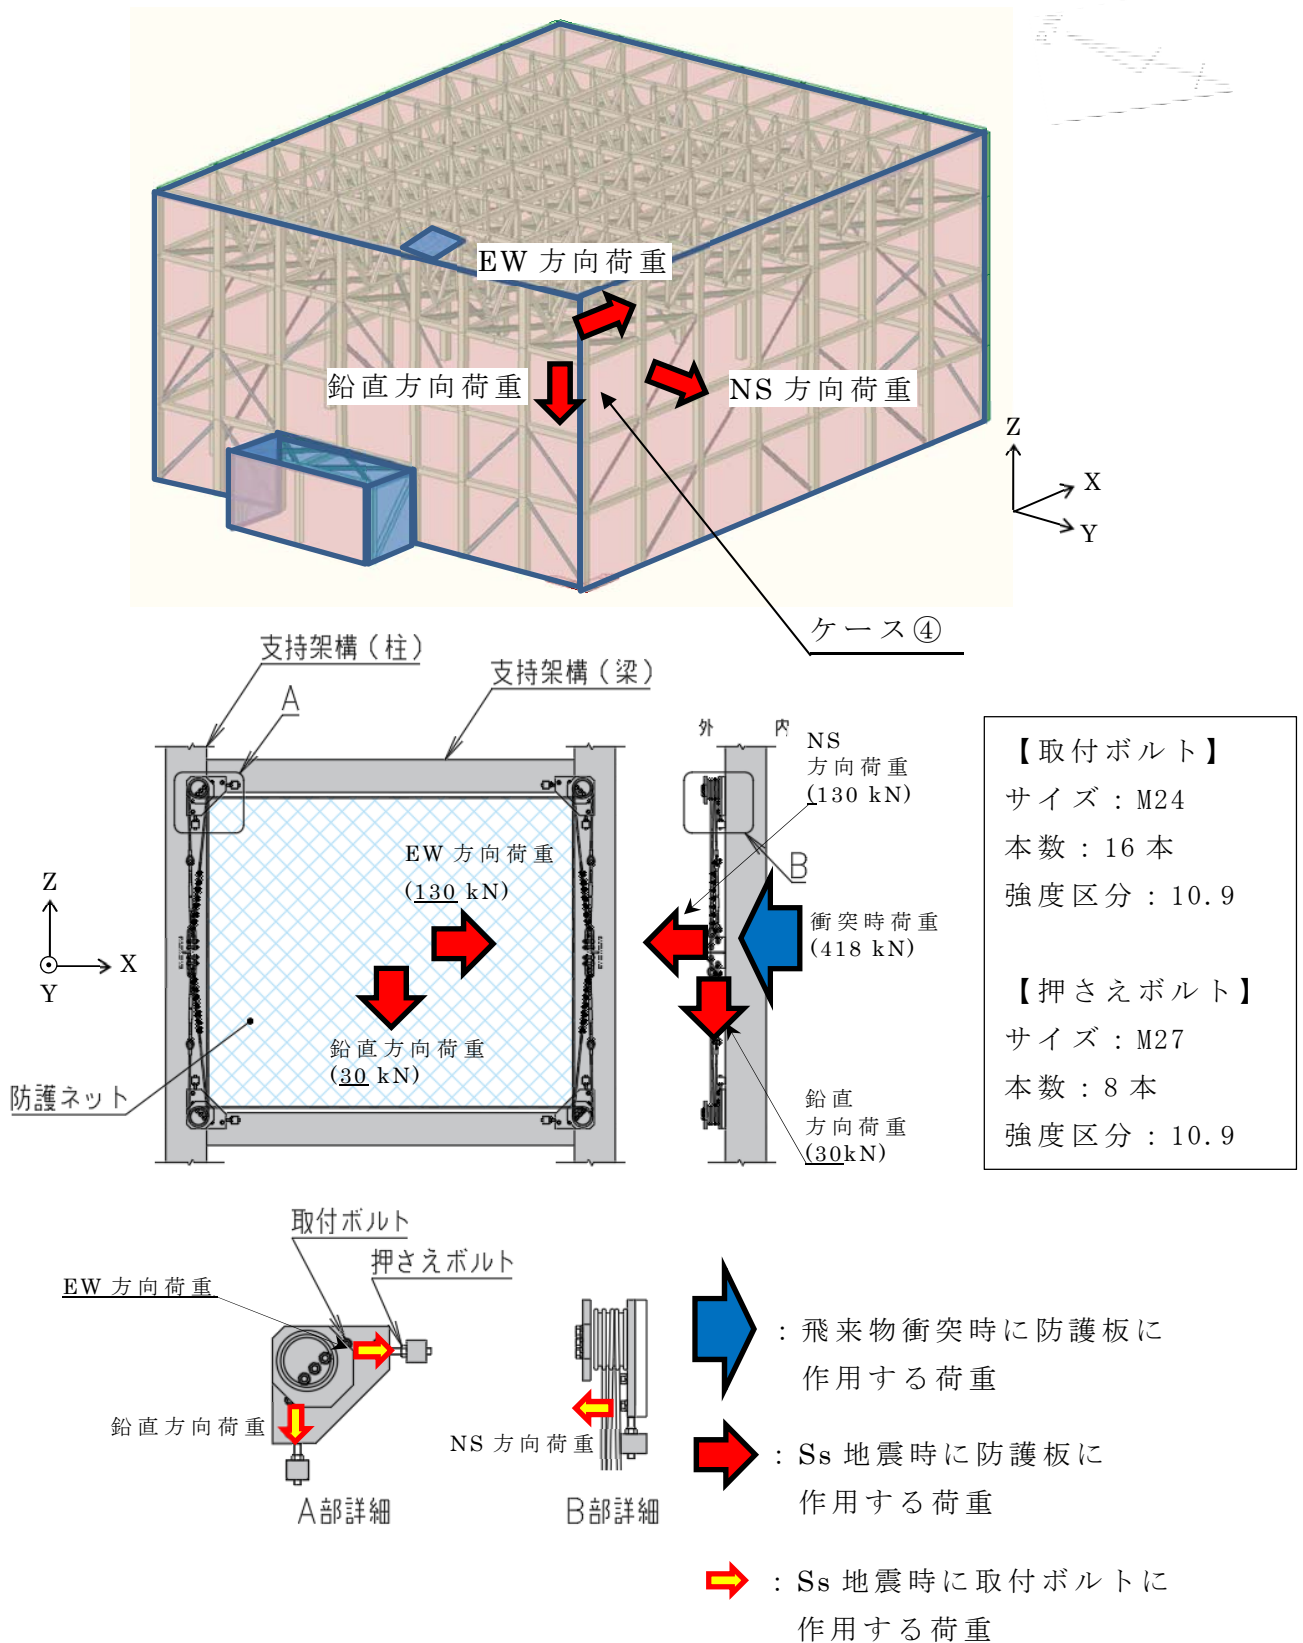 EW 方向荷重
鉛直方向荷重
NS 方向荷重
Z
X
Y
ケース④
支持架構（柱）
支持架構（梁）
A
外 内
NS
方向荷重
(130 kN)
B
EW 方向荷重
(130 kN)
衝突時荷重
(418 kN)
Z
X
Y
鉛直方向荷重
(30 kN)
防護ネット
鉛直
方向荷重
(30kN)
【取付ボルト】
サイズ：M24
本数：16 本
強度区分：10.9
【押さえボルト】
サイズ：M27
本数：8 本
強度区分：10.9
取付ボルト
押さえボルト
EW 方向荷重
鉛直方向荷重
NS 方向荷重
A部詳細
B部詳細
：飛来物衝突時に防護板に
作用する荷重
：Ss 地震時に防護板に
作用する荷重
：Ss 地震時に取付ボルトに
作用する荷重